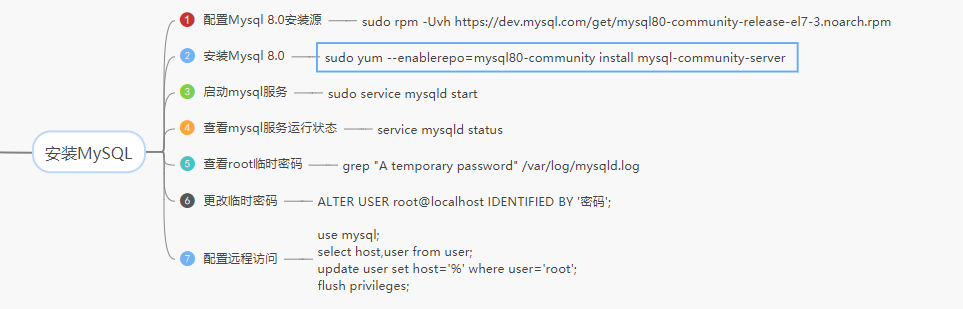 安装MySQL
1 配置Mysql 8.0安装源 sudo rpm -Uvh https://dev.mysql.com/get/mysql80-community-release-el7-3.noarch.rpm
2 安装Mysql 8.0 sudo yum --enablerepo=mysql80-community install mysql-community-server
3 启动mysql服务 sudo service mysqld start
4 查看mysql服务运行状态 service mysqld status
5 查看root临时密码 grep "A temporary password" /var/log/mysqld.log
6 更改临时密码 ALTER USER root@localhost IDENTIFIED BY '密码';
7 配置远程访问
use mysql;
select host,user from user;
update user set host='%' where user='root';
flush privileges;